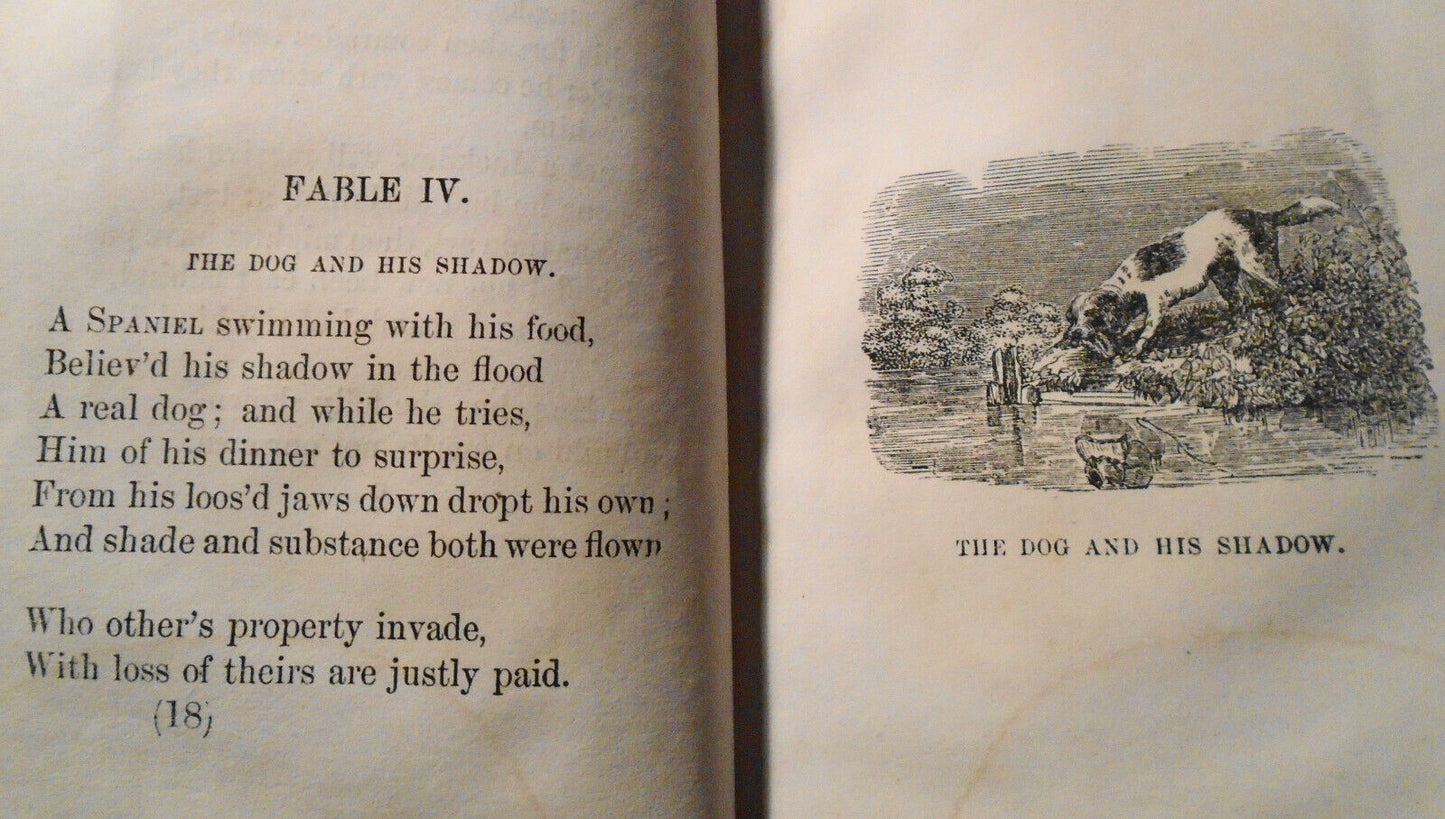 FABLE IV.
THE DOG AND HIS SHADOW.
A SPANIEL swimming with his food,
Believ'd his shadow in the flood
A real dog; and while he tries,
Him of his dinner to surprise,
From his loos'd jaws down dropt his own;
And shade and substance both were flown
Who other's property invade,
With loss of theirs are justly paid.
(18)
THE DOG AND HIS SHADOW.